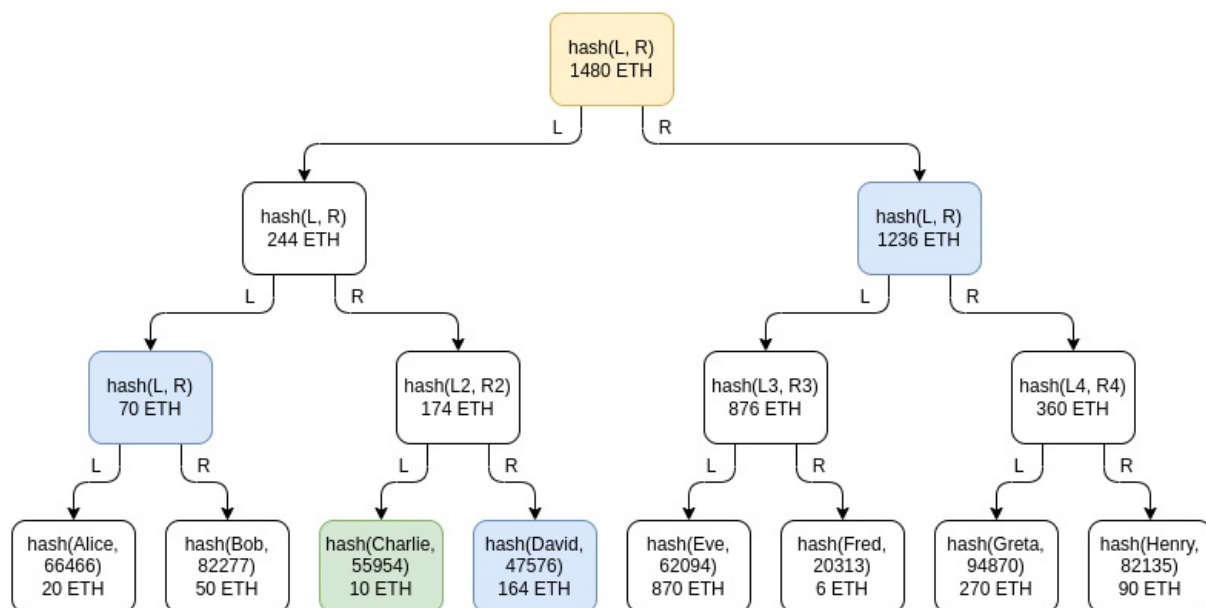 hash(L, R)
1480 ETH
L
R
hash(L, R)
244 ETH
hash(L, R)
1236 ETH
L
R
L
R
hash(L, R)
70 ETH
hash(L2, R2)
174 ETH
hash(L3, R3)
876 ETH
hash(L4, R4)
360 ETH
L
R
L
R
L
R
L
R
hash(Alice,
66466)
20 ETH
hash(Bob,
82277)
50 ETH
hash(Charlie,
55954)
10 ETH
hash(David,
47576)
164 ETH
hash(Eve,
62094)
870 ETH
hash(Fred,
20313)
6 ETH
hash(Greta,
94870)
270 ETH
hash(Henry,
82135)
90 ETH